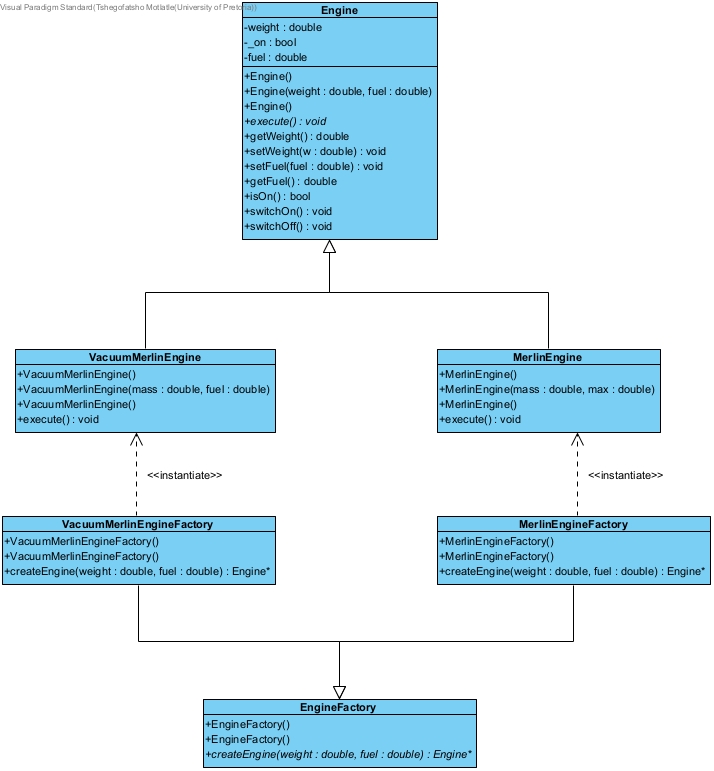 Visual Paradigm Standard(Tshegofatsho Motlatle(University of Pretoria))
Engine
-weight : double
-_on : bool
-fuel : double
+Engine()
+Engine(weight : double, fuel : double)
+Engine()
+execute() : void
+getWeight() : double
+setWeight(w : double) : void
+setFuel(fuel : double) : void
+getFuel() : double
+isOn() : bool
+switchOn() : void
+switchOff() : void
VacuumMerlinEngine
+VacuumMerlinEngine()
+VacuumMerlinEngine(mass : double, fuel : double)
+VacuumMerlinEngine()
+execute() : void
MerlinEngine
+MerlinEngine()
+MerlinEngine(mass : double, max : double)
+MerlinEngine()
+execute() : void
<<instantiate>>
<<instantiate>>
VacuumMerlinEngineFactory
+VacuumMerlinEngineFactory()
+VacuumMerlinEngineFactory()
+createEngine(weight : double, fuel : double) : Engine*
MerlinEngineFactory
+MerlinEngineFactory()
+MerlinEngineFactory()
+createEngine(weight : double, fuel : double) : Engine*
EngineFactory
+EngineFactory()
+EngineFactory()
+createEngine(weight : double, fuel : double) : Engine*